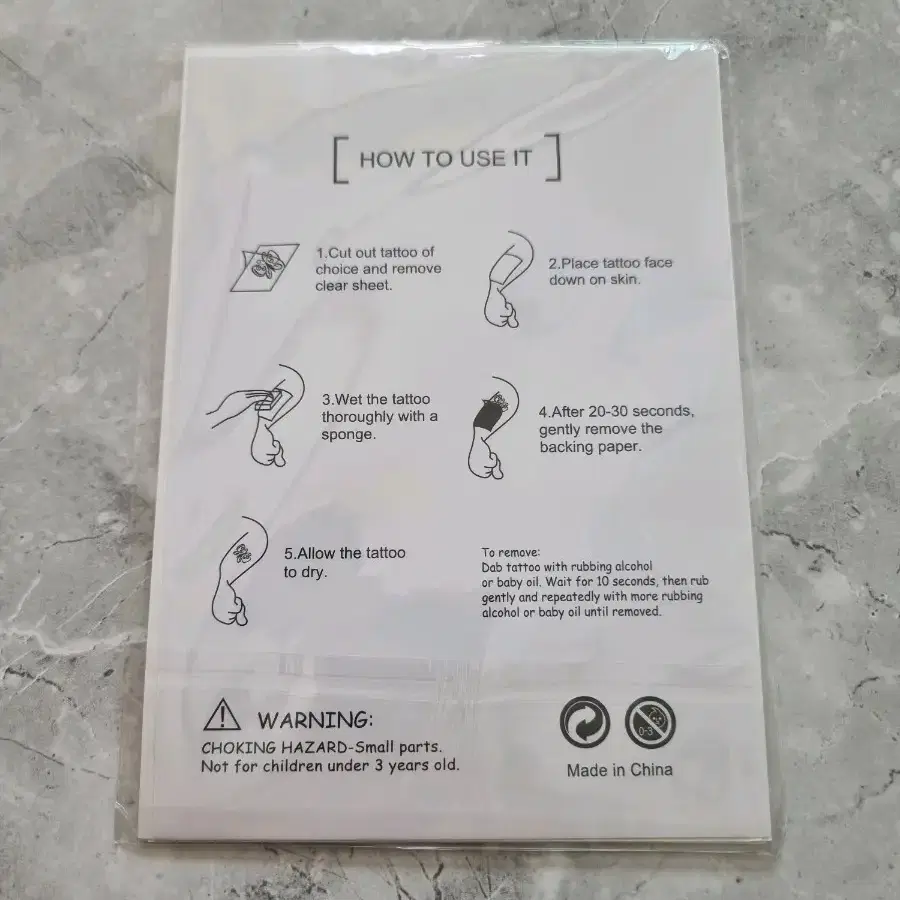 [ HOW TO USE IT ]
1.Cut out tattoo of
choice and remove
clear sheet.
2.Place tattoo face
down on skin.
3.Wet the tattoo
thoroughly with a
sponge.
4.After 20-30 seconds,
gently remove the
backing paper.
5.Allow the tattoo
to dry.
To remove:
Dab tattoo with rubbing alcohol
or baby oil. Wait for 10 seconds, then rub
gently and repeatedly with more rubbing
alcohol or baby oil until removed.
WARNING:
CHOKING HAZARD-Small parts.
Not for children under 3 years old.
0-3
Made in China